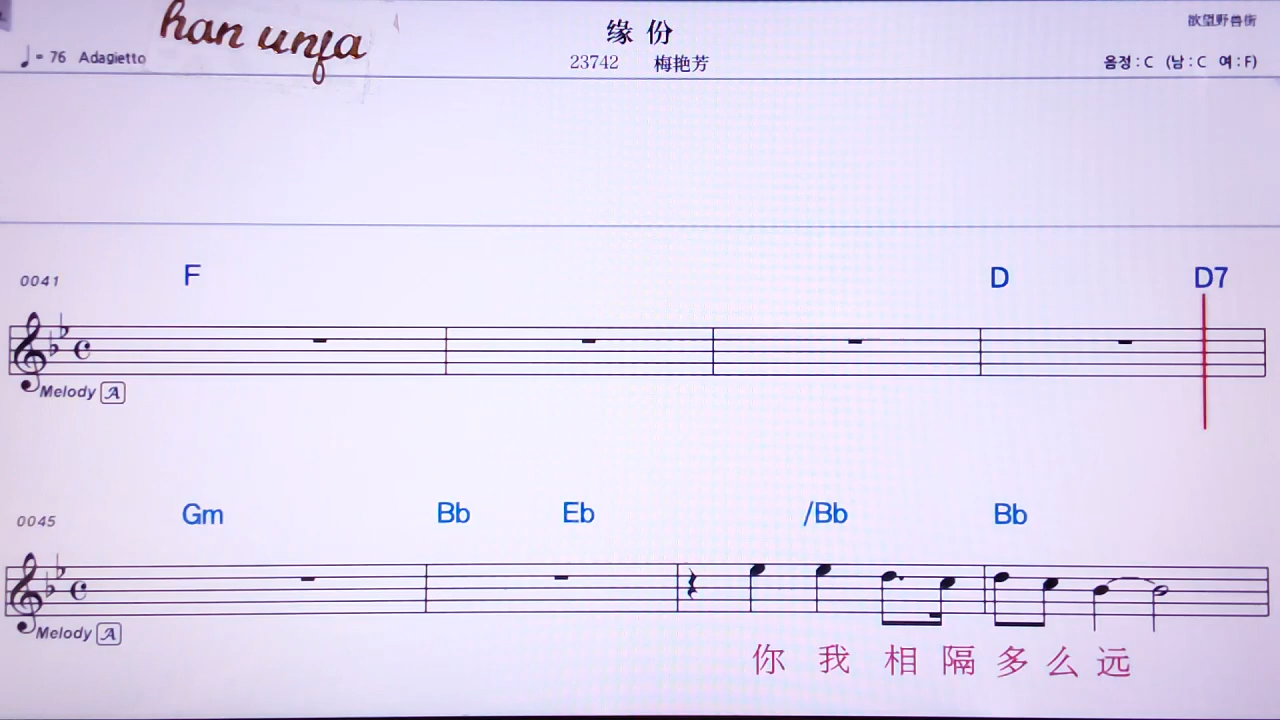 han unja
缘份
欲望野兽街
♩= 76 Adagietto
23742 梅艳芳
음정 : C (남 : C 여 : F)
0041 F D D7
Melody A
0045 Gm Bb Eb /Bb Bb
Melody A
你 我 相 隔 多 么 远